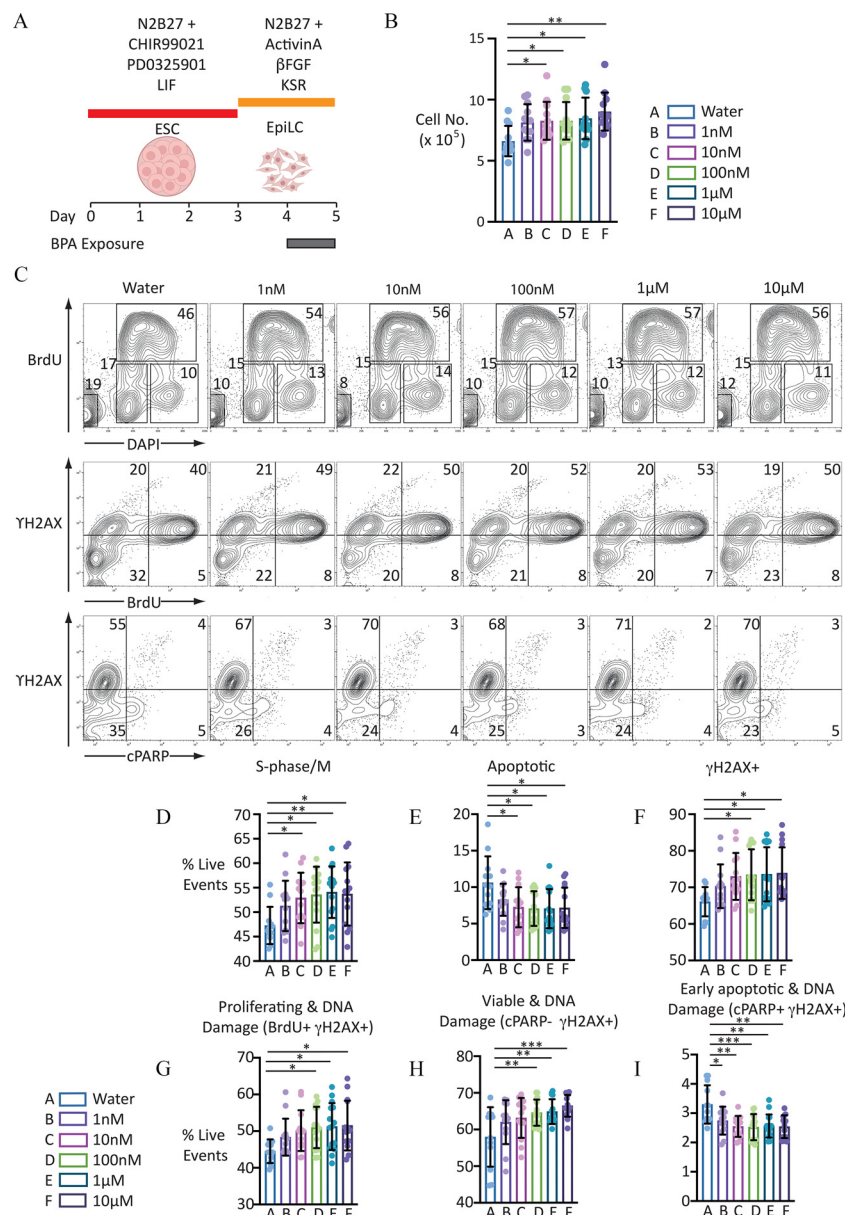 A
N2B27 +
CHIR99021
PD0325901
LIF
N2B27 +
ActivinA
βFGF
KSR
ESC
EpiLC
Day
0 1 2 3 4 5
BPA Exposure
B
** 
*
*
*
15
10
5
0
Cell No.
(x 10⁵)
A B C D E F
A Water
B 1nM
C 10nM
D 100nM
E 1µM
F 10µM
C
Water 1nM 10nM 100nM 1µM 10µM
BrdU
46 17 10 19
54 15 13 10
56 15 14 8
57 15 12 10
57 13 12 10
56 15 11 12
DAPI
YH2AX
20 40 21 49 22 50 20 52 20 53 19 50
32 5 22 8 20 8 21 8 20 7 23 8
BrdU
YH2AX
55 4 67 3 70 3 68 3 71 2 70 3
35 5 26 4 24 4 25 3 24 4 23 5
cPARP
D
S-phase/M
*
**
*
*
% Live
Events
70
65
60
55
50
45
40
A B C D E F
E
Apoptotic
*
*
*
*
20
15
10
5
0
A B C D E F
F
γH2AX+
*
*
*
90
80
70
60
50
A B C D E F
G
Proliferating & DNA
Damage (BrdU+ γH2AX+)
*
*
*
% Live
Events
70
60
50
40
30
A B C D E F
H
Viable & DNA
Damage (cPARP- γH2AX+)
***
**
**
80
70
60
50
40
A B C D E F
I
Early apoptotic & DNA
Damage (cPARP+ γH2AX+)
**
**
***
**
*
5
4
3
2
1
0
A B C D E F
A Water
B 1nM
C 10nM
D 100nM
E 1µM
F 10µM